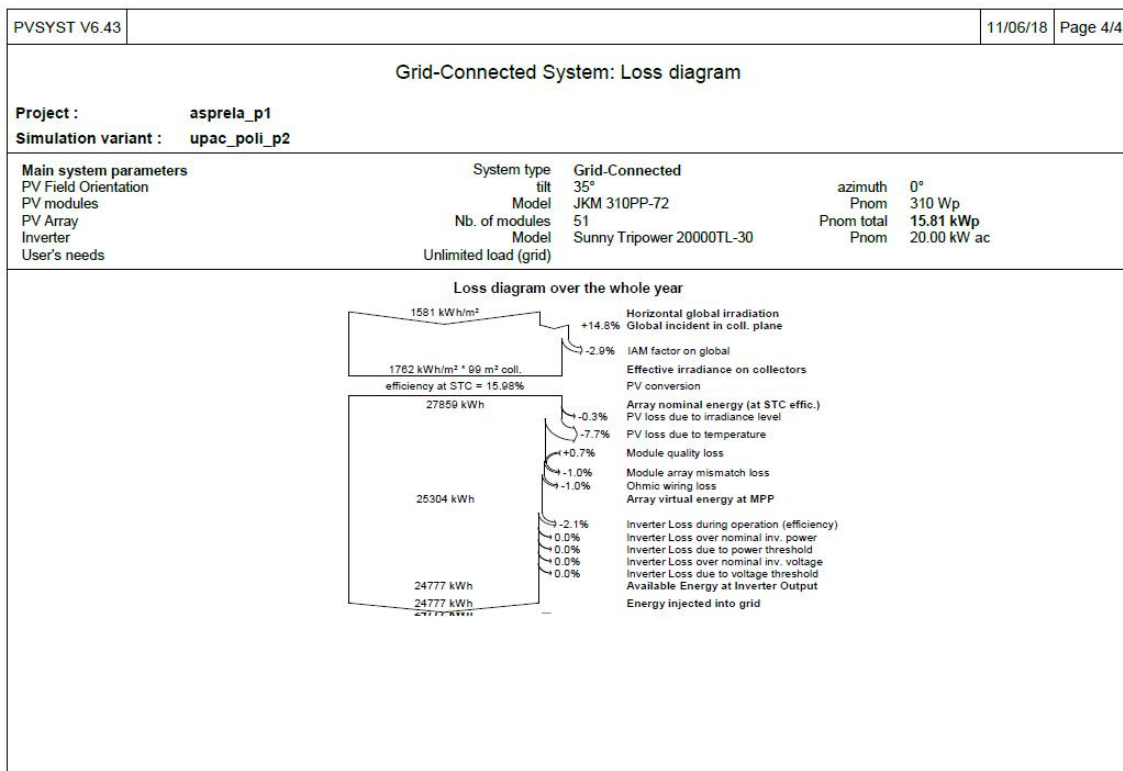 PVSYST V6.43 11/06/18 Page 4/4
Grid-Connected System: Loss diagram
Project : asprela_p1
Simulation variant : upac_poli_p2
Main system parameters System type Grid-Connected
PV Field Orientation tilt 35° azimuth 0°
PV modules Model JKM 310PP-72 Pnom 310 Wp
PV Array Nb. of modules 51 Pnom total 15.81 kWp
Inverter Model Sunny Tripower 20000TL-30 Pnom 20.00 kW ac
User's needs Unlimited load (grid)
Loss diagram over the whole year
1581 kWh/m² Horizontal global irradiation
+14.8% Global incident in coll. plane
-2.9% IAM factor on global
1762 kWh/m² * 99 m² coll. Effective irradiance on collectors
efficiency at STC = 15.98% PV conversion
27859 kWh Array nominal energy (at STC effic.)
-0.3% PV loss due to irradiance level
-7.7% PV loss due to temperature
+0.7% Module quality loss
-1.0% Module array mismatch loss
-1.0% Ohmic wiring loss
25304 kWh Array virtual energy at MPP
-2.1% Inverter Loss during operation (efficiency)
0.0% Inverter Loss over nominal inv. power
0.0% Inverter Loss due to power threshold
0.0% Inverter Loss over nominal inv. voltage
0.0% Inverter Loss due to voltage threshold
24777 kWh Available Energy at Inverter Output
24777 kWh Energy injected into grid